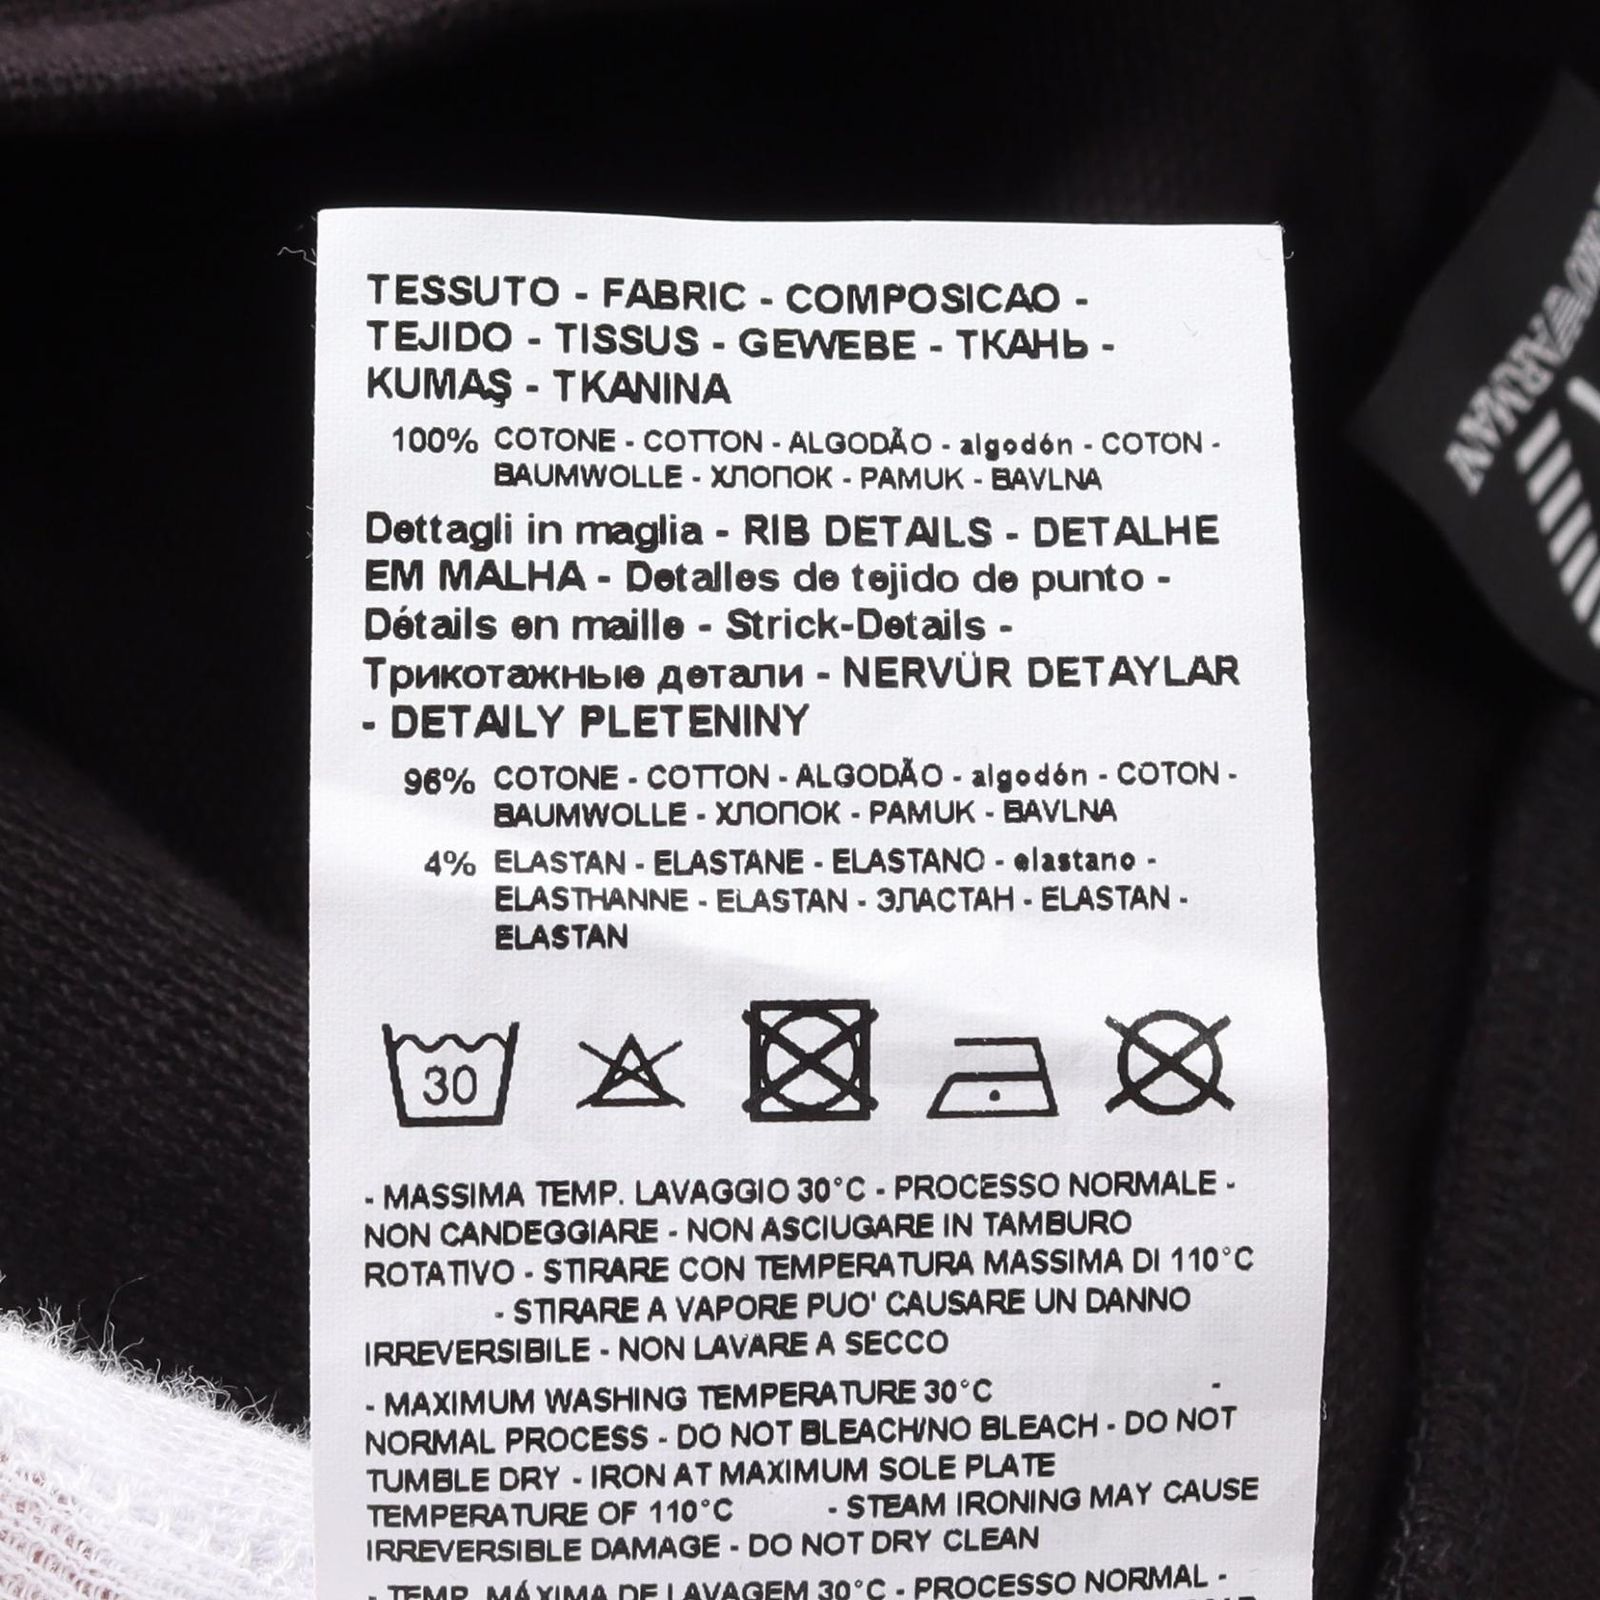 TESSUTO - FABRIC - COMPOSICAO -
TEJIDO - TISSUS - GEWEBE - ТКАНЬ -
KUMAŞ - TKANINA
100% COTONE - COTTON - ALGODÃO - algodón - COTON -
BAUMWOLLE - ХЛОПОК - PAMUK - BAVLNA
Dettagli in maglia - RIB DETAILS - DETALHE
EM MALHA - Detalles de tejido de punto -
Détails en maille - Strick-Details -
Трикотажные детали - NERVÜR DETAYLAR
- DETAILY PLETENINY
96% COTONE - COTTON - ALGODÃO - algodón - COTON -
BAUMWOLLE - ХЛОПОК - PAMUK - BAVLNA
4% ELASTAN - ELASTANE - ELASTANO - elastano -
ELASTHANNE - ELASTAN - ЭЛАСТАН - ELASTAN -
ELASTAN
30
- MASSIMA TEMP. LAVAGGIO 30°C - PROCESSO NORMALE -
NON CANDEGGIARE - NON ASCIUGARE IN TAMBURO
ROTATIVO - STIRARE CON TEMPERATURA MASSIMA DI 110°C
- STIRARE A VAPORE PUO' CAUSARE UN DANNO
IRREVERSIBILE - NON LAVARE A SECCO
- MAXIMUM WASHING TEMPERATURE 30°C -
NORMAL PROCESS - DO NOT BLEACH/NO BLEACH - DO NOT
TUMBLE DRY - IRON AT MAXIMUM SOLE PLATE
TEMPERATURE OF 110°C - STEAM IRONING MAY CAUSE
IRREVERSIBLE DAMAGE - DO NOT DRY CLEAN
- TEMP. MÁXIMA DE LAVAGEM 30°C - PROCESSO NORMAL -